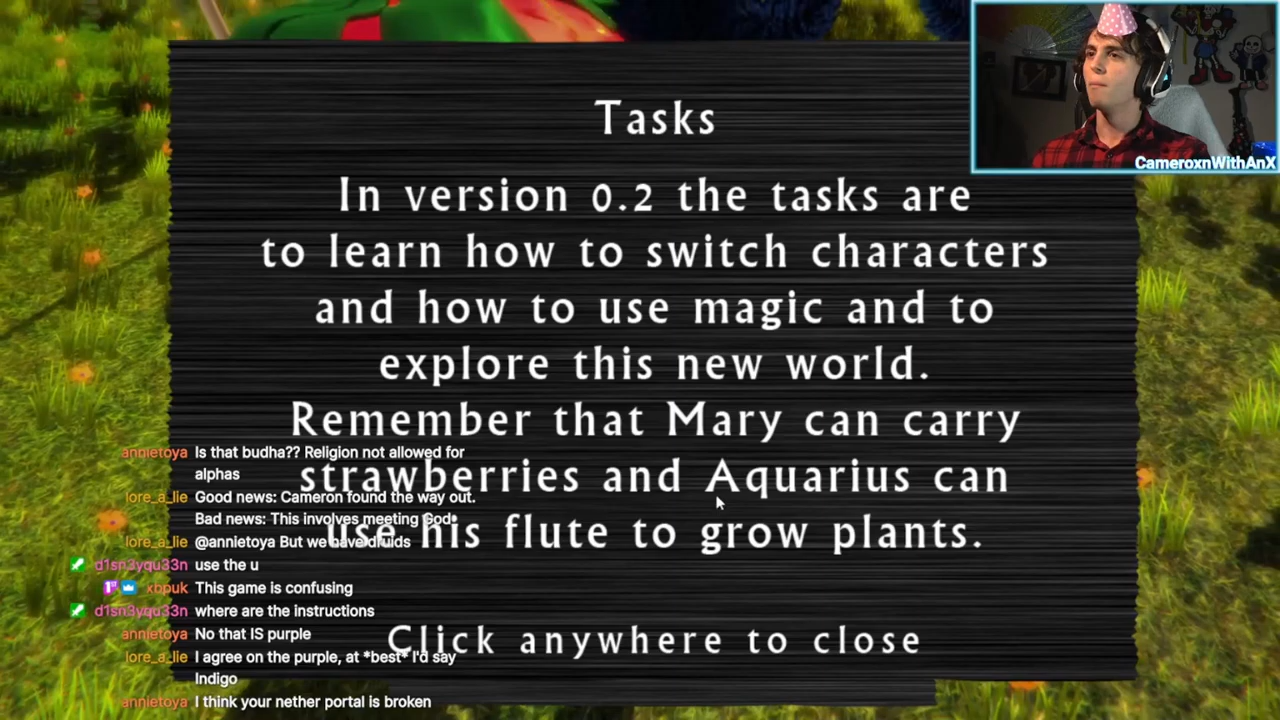 Tasks
In version 0.2 the tasks are
to learn how to switch characters
and how to use magic and to
explore this new world.
Remember that Mary can carry
strawberries and Aquarius can
use his flute to grow plants.
Click anywhere to close
CameroxnWithAnX
annietoya Is that budha?? Religion not allowed for
alphas
lore_a_lie Good news: Cameron found the way out.
Bad news: This involves meeting God.
lore_a_lie @annietoya But we have druids
d1sn3yqu33n use the u
1st xbpuk This game is confusing
d1sn3yqu33n where are the instructions
annietoya No that IS purple
lore_a_lie I agree on the purple, at *best* I'd say
Indigo
annietoya I think your nether portal is broken